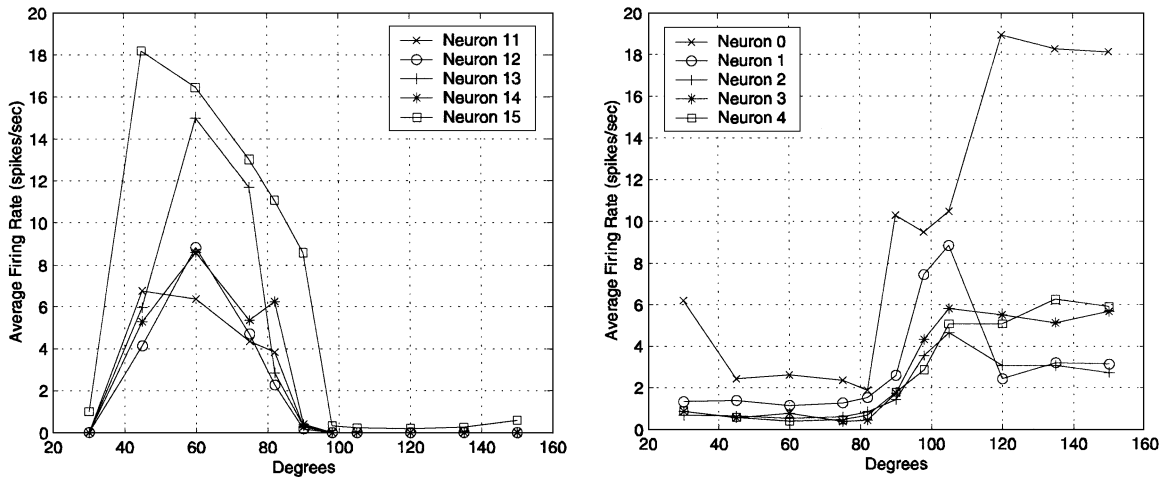 Average Firing Rate (spikes/sec)
20
18
16
14
12
10
8
6
4
2
0
Neuron 11
Neuron 12
Neuron 13
Neuron 14
Neuron 15
20 40 60 80 100 120 140 160
Degrees
Average Firing Rate (spikes/sec)
20
18
16
14
12
10
8
6
4
2
0
Neuron 0
Neuron 1
Neuron 2
Neuron 3
Neuron 4
20 40 60 80 100 120 140 160
Degrees